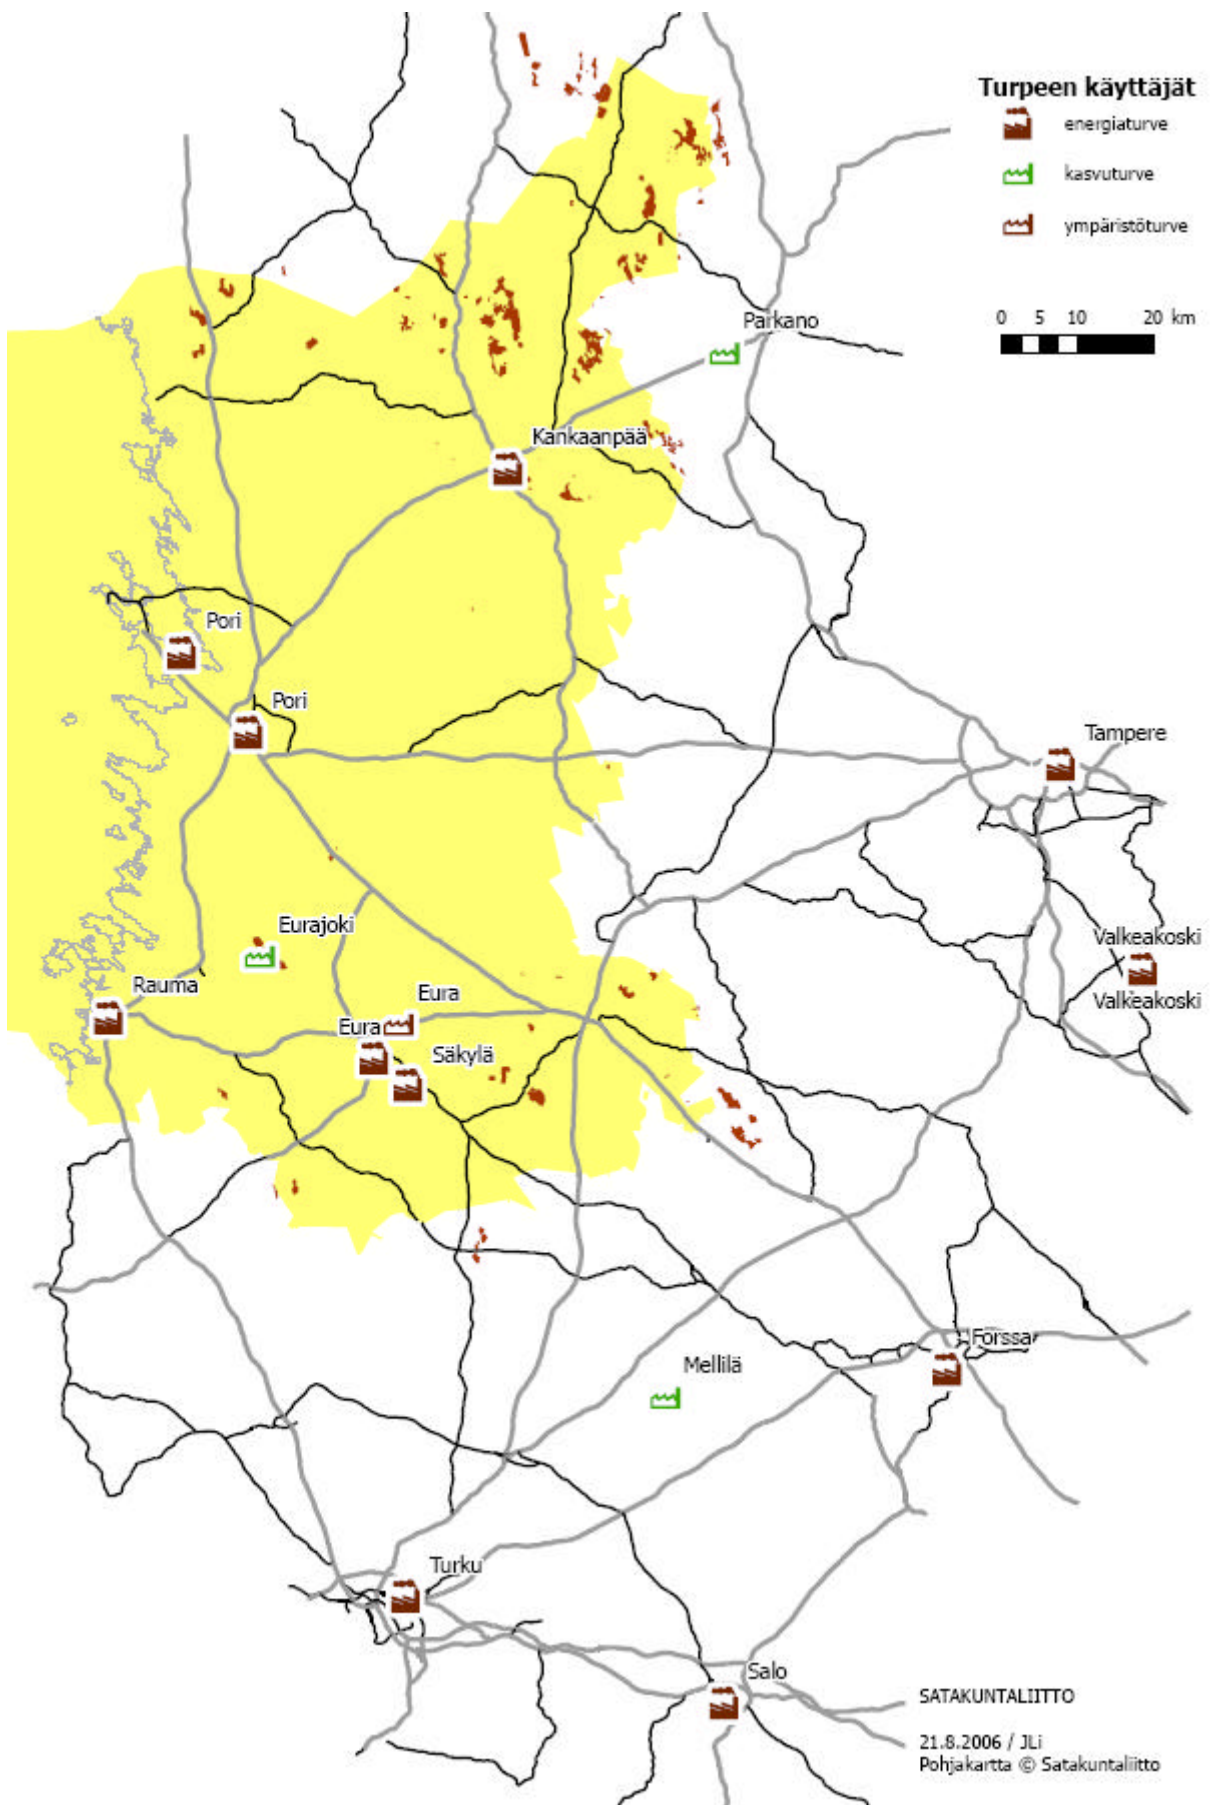 Turpeen käyttäjät
energiaturve
kasvuturve
ympäristöturve
0 5 10 20 km
Parkano
Kankaanpää
Pori
Pori
Tampere
Eurajoki
Valkeakoski
Rauma
Eura
Valkeakoski
Eura
Säkylä
Forssa
Mellilä
Turku
Salo
SATAKUNTALIITTO
21.8.2006 / JLi
Pohjakartta © Satakuntaliitto